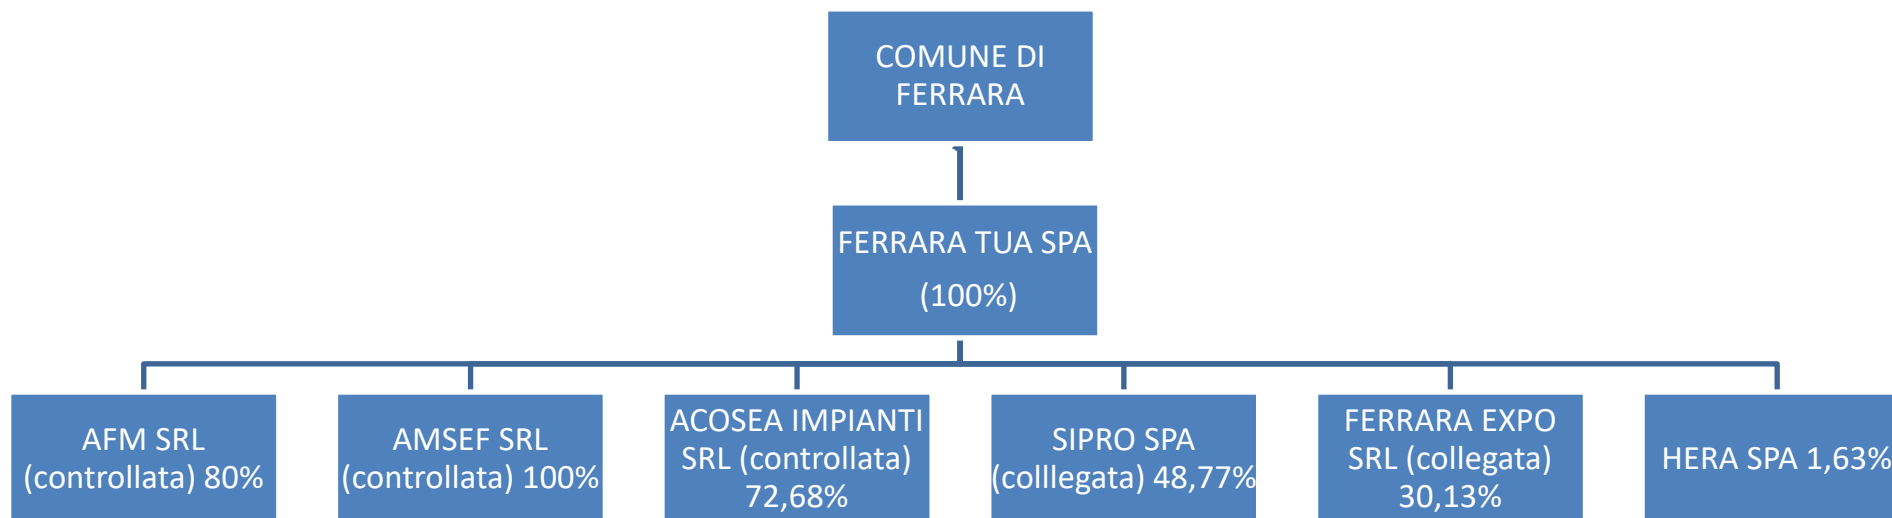 COMUNE DI
FERRARA
FERRARA TUA SPA
(100%)
AFM SRL
(controllata) 80%
AMSEF SRL
(controllata) 100%
ACOSEA IMPIANTI
SRL (controllata)
72,68%
SIPRO SPA
(colllegata) 48,77%
FERRARA EXPO
SRL (collegata)
30,13%
HERA SPA 1,63%